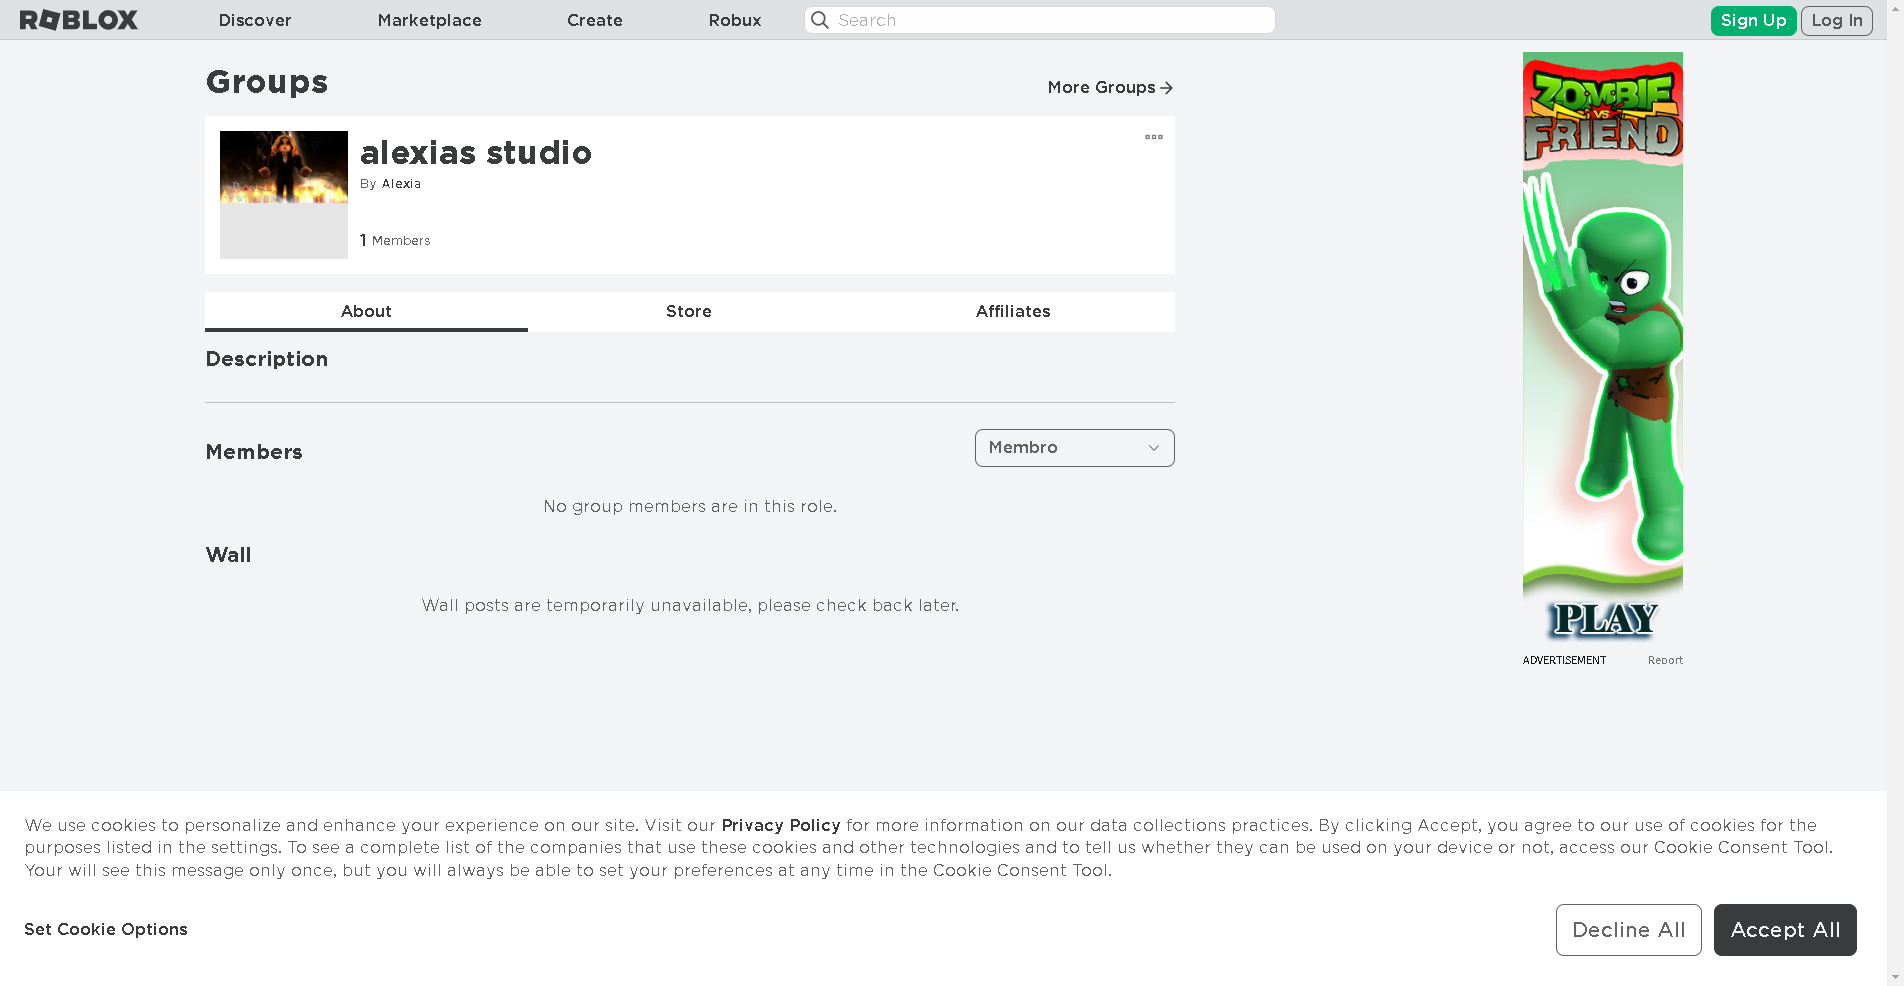 ROBLOX Discover Marketplace Create Robux Search Sign Up Log In
Groups
More Groups
alexias studio
By Alexia
1 Members
About Store Affiliates
Description
Members
Membro
No group members are in this role.
Wall
Wall posts are temporarily unavailable, please check back later.
ZOMBIE
VS
FRIEND
PLAY
ADVERTISEMENT Report
We use cookies to personalize and enhance your experience on our site. Visit our Privacy Policy for more information on our data collections practices. By clicking Accept, you agree to our use of cookies for the
purposes listed in the settings. To see a complete list of the companies that use these cookies and other technologies and to tell us whether they can be used on your device or not, access our Cookie Consent Tool.
Your will see this message only once, but you will always be able to set your preferences at any time in the Cookie Consent Tool.
Set Cookie Options
Decline All
Accept All